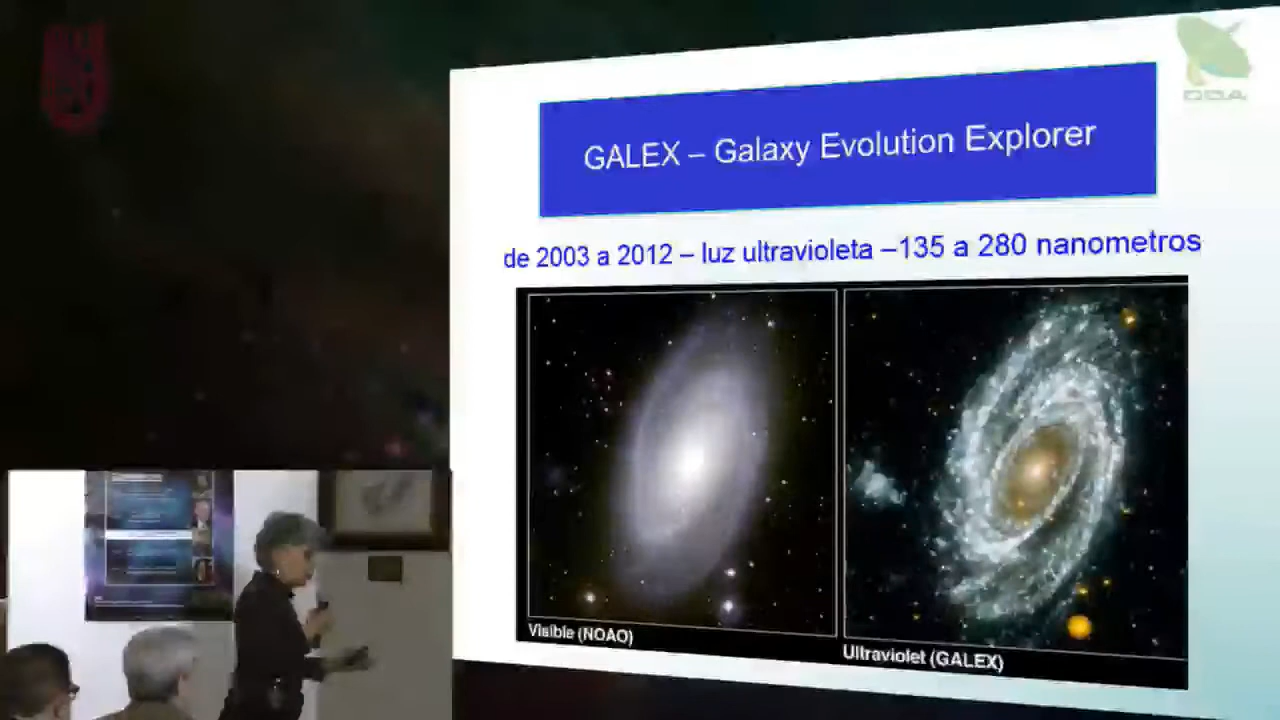 GALEX – Galaxy Evolution Explorer
de 2003 a 2012 – luz ultravioleta –135 a 280 nanometros
Visible (NOAO)
Ultraviolet (GALEX)